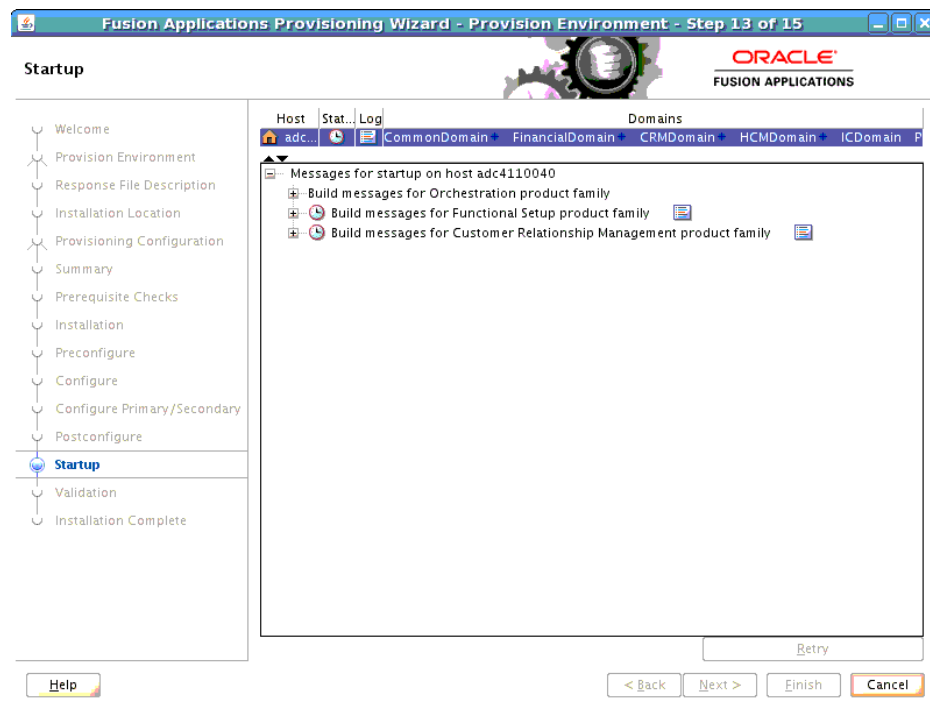 Fusion Applications Provisioning Wizard - Provision Environment - Step 13 of 15
Startup
ORACLE
FUSION APPLICATIONS
Welcome
Provision Environment
Response File Description
Installation Location
Provisioning Configuration
Summary
Prerequisite Checks
Installation
Preconfigure
Configure
Configure Primary/Secondary
Postconfigure
Startup
Validation
Installation Complete
Host Stat... Log Domains
adc... CommonDomain+ FinancialDomain+ CRMDomain+ HCMDomain+ ICDomain P
Messages for startup on host adc4110040
Build messages for Orchestration product family
Build messages for Functional Setup product family
Build messages for Customer Relationship Management product family
Retry
Help
< Back Next > Finish Cancel